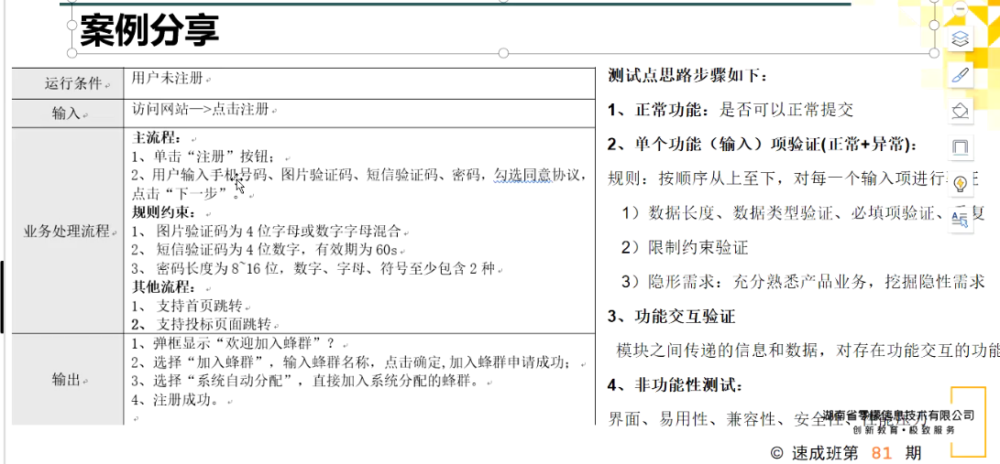 案例分享
运行条件
用户未注册
输入
访问网站—>点击注册
业务处理流程
主流程：
1、单击“注册”按钮；
2、用户输入手机号码、图片验证码、短信验证码、密码，勾选同意协议，
点击“下一步”。
规则约束：
1、 图片验证码为4位字母或数字字母混合
2、 短信验证码为4位数字，有效期为60s
3、 密码长度为8~16位，数字、字母、符号至少包含2种
其他流程：
1、 支持首页跳转
2、 支持投标页面跳转
输出
1、弹框显示“欢迎加入蜂群”？
2、选择“加入蜂群”，输入蜂群名称，点击确定,加入蜂群申请成功；
3、选择“系统自动分配”，直接加入系统分配的蜂群。
4、注册成功。
测试点思路步骤如下：
1、正常功能：是否可以正常提交
2、单个功能（输入）项验证(正常+异常)：
规则：按顺序从上至下，对每一个输入项进行
1）数据长度、数据类型验证、必填项验证、
2）限制约束验证
3）隐形需求：充分熟悉产品业务，挖掘隐性需求
3、功能交互验证
模块之间传递的信息和数据，对存在功能交互的功能
4、非功能性测试：
界面、易用性、兼容性、安全性、性能压力
湖南省零檬信息技术有限公司
创新教育·极致服务
© 速成班第 81 期